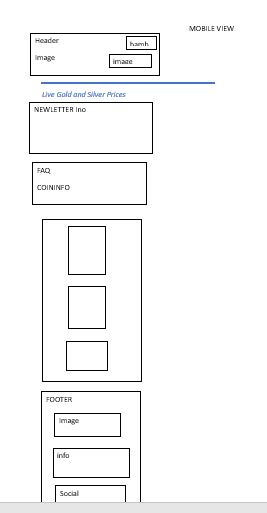 MOBILE VIEW
Header
hamb
Image
image
Live Gold and Silver Prices
NEWLETTER Ino
FAQ
COININFO
FOOTER
Image
info
Social